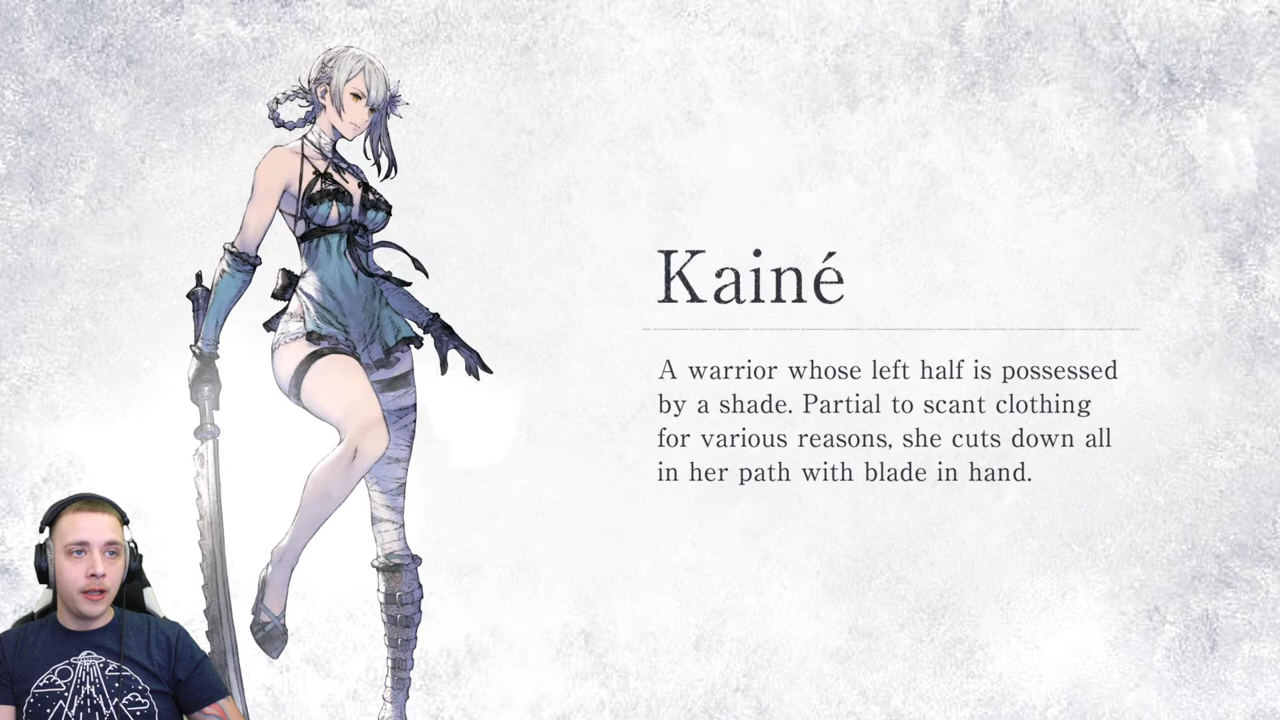 Kainé
A warrior whose left half is possessed
by a shade. Partial to scant clothing
for various reasons, she cuts down all
in her path with blade in hand.